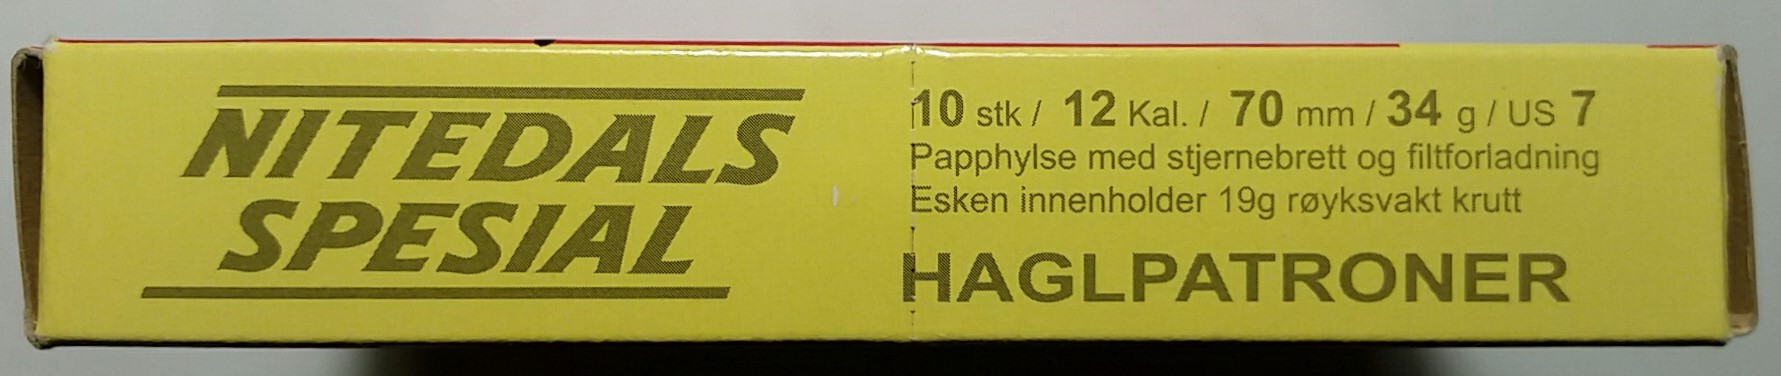 NITEDALS
SPESIAL
10 stk / 12 Kal. / 70 mm / 34 g / US 7
Papphylse med stjernebrett og filtforladning
Esken innenholder 19g røyksvakt krutt
HAGLPATRONER